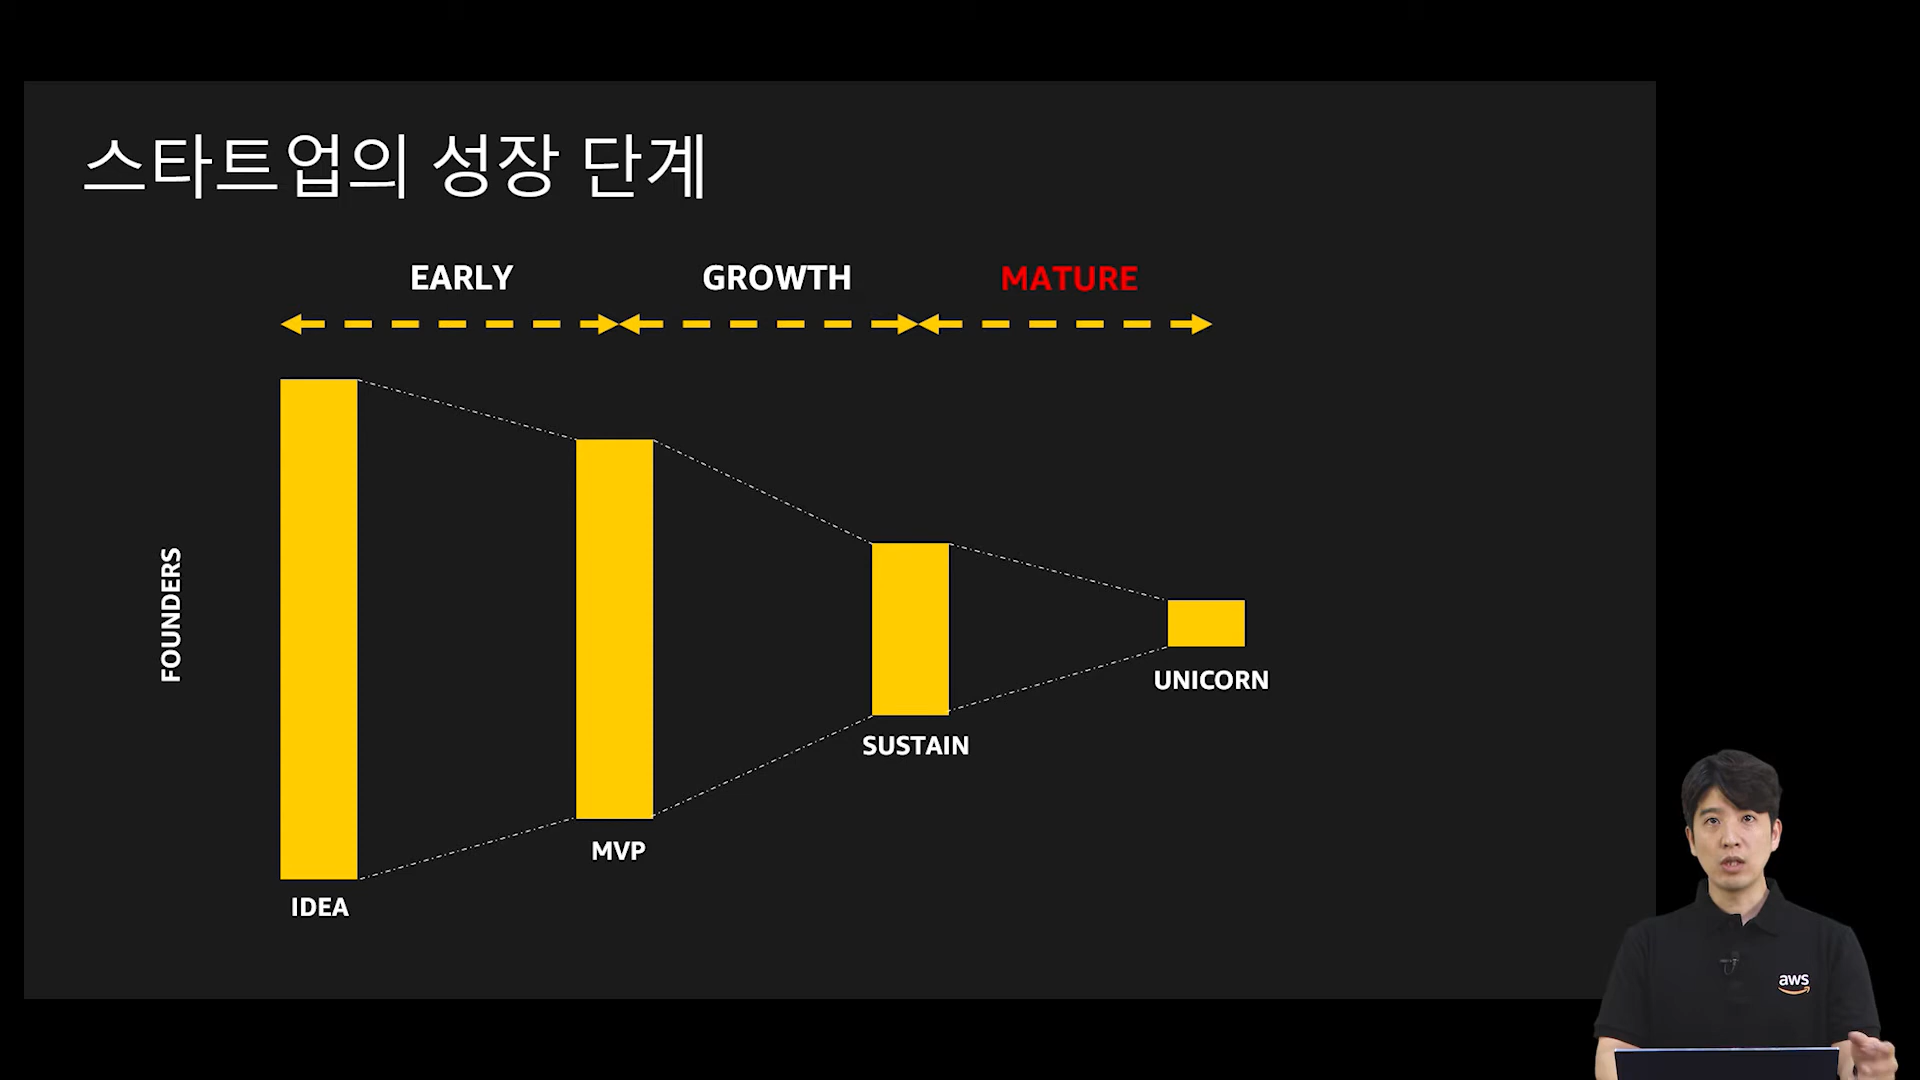 스타트업의 성장 단계
EARLY
GROWTH
MATURE
FOUNDERS
IDEA
MVP
SUSTAIN
UNICORN
aws